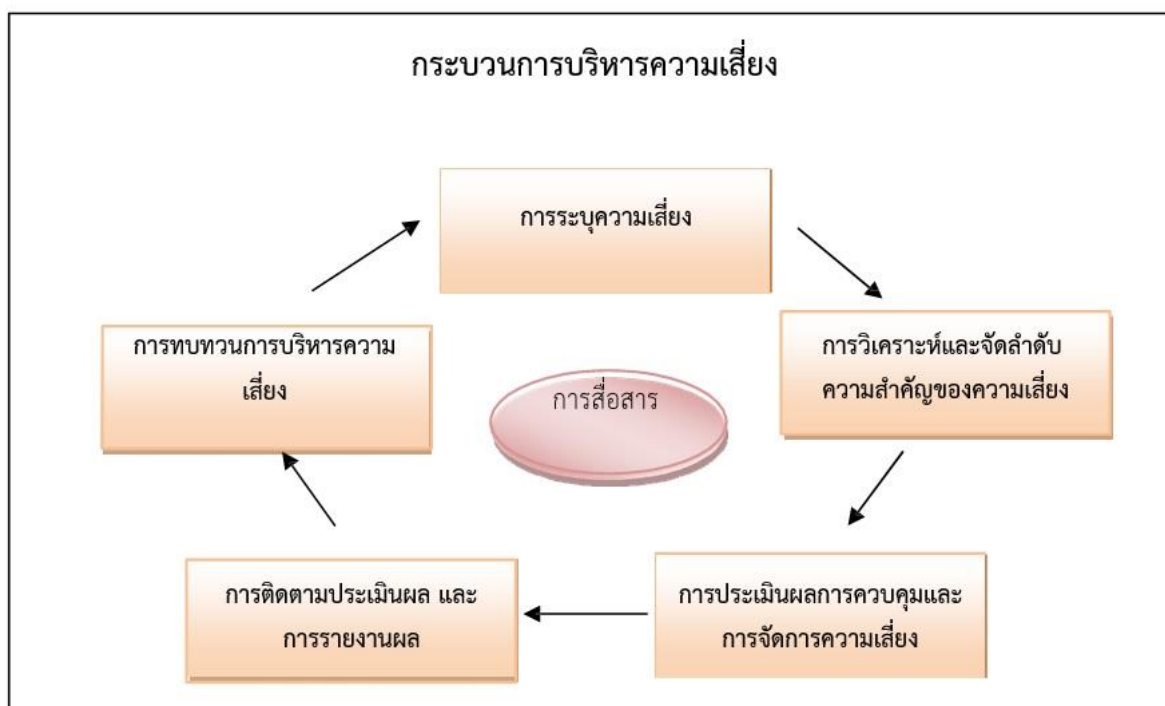 กระบวนการบริหารความเสี่ยง
การระบุความเสี่ยง
การวิเคราะห์และจัดลำดับ
ความสำคัญของความเสี่ยง
การประเมินผลการควบคุมและ
การจัดการความเสี่ยง
การติดตามประเมินผล และ
การรายงานผล
การทบทวนการบริหารความ
เสี่ยง
การสื่อสาร